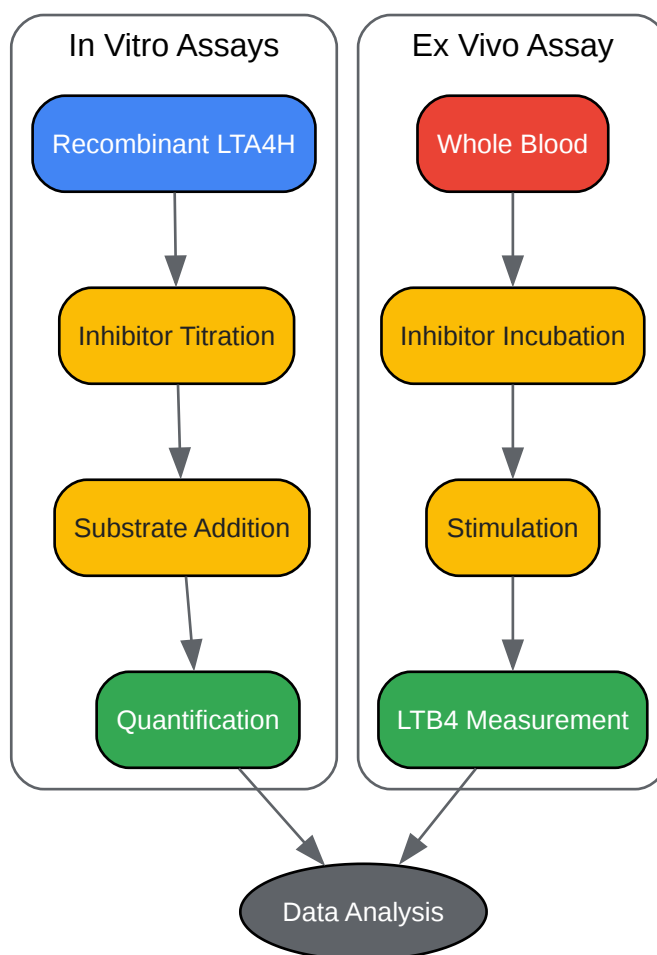 In Vitro Assays
Recombinant LTA4H
Inhibitor Titration
Substrate Addition
Quantification
Ex Vivo Assay
Whole Blood
Inhibitor Incubation
Stimulation
LTB4 Measurement
Data Analysis